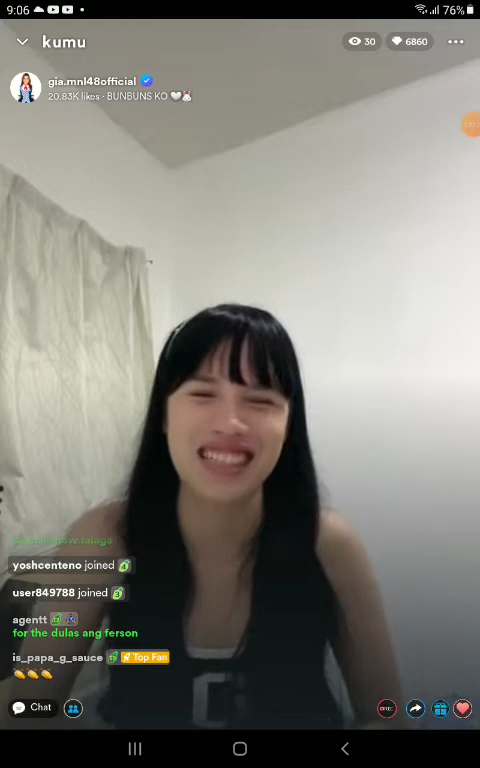 9:06
76%
kumu
30
6860
gia.mnl48official
20.83K likes · BUNBUNS KO
yoshcenteno joined
user849788 joined
agentt
for the dulas ang ferson
is_papa_g_sauce Top Fan
Chat